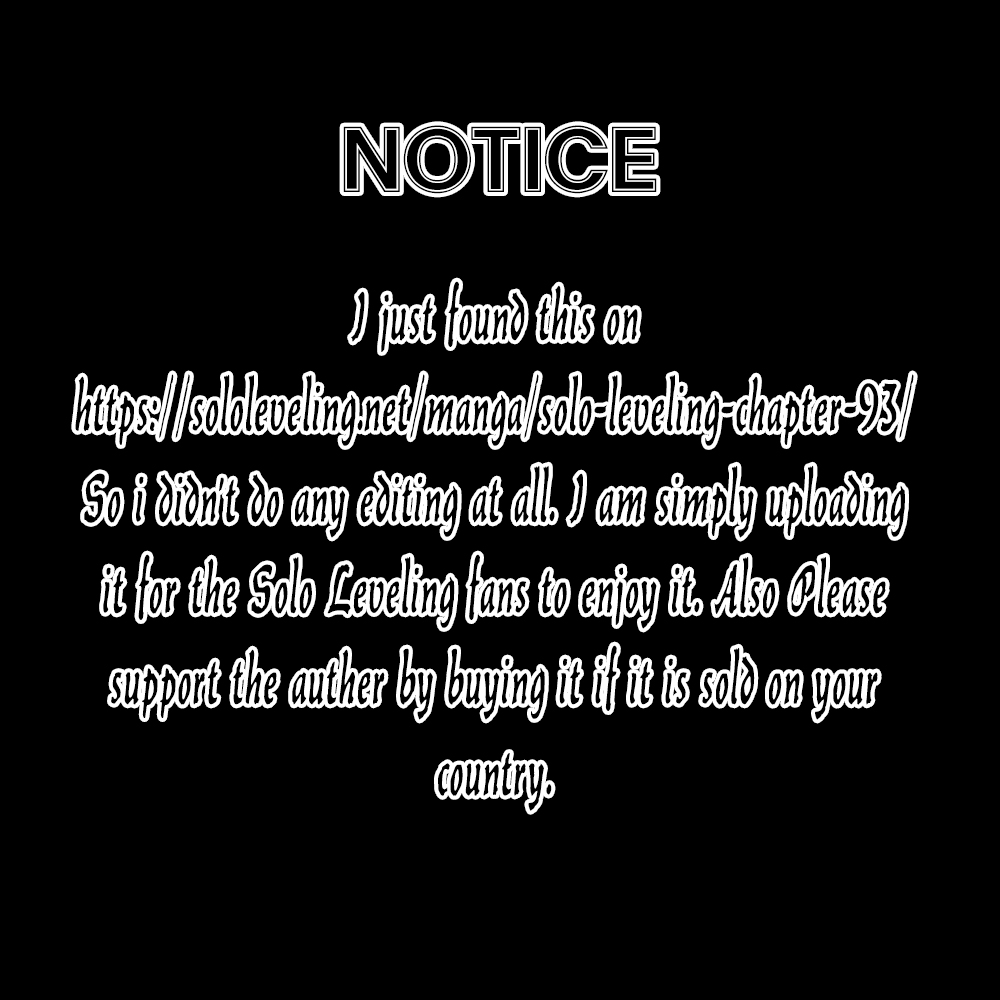 NOTICE
I just found this on
https://sololeveling.net/manga/solo-leveling-chapter-93/
So i didn't do any editing at all. I am simply uploading
it for the Solo Leveling fans to enjoy it. Also Please
support the auther by buying it if it is sold on your
country.